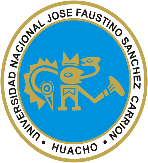 UNIVERSIDAD NACIONAL JOSE FAUSTINO SANCHEZ CARRION
• HUACHO •